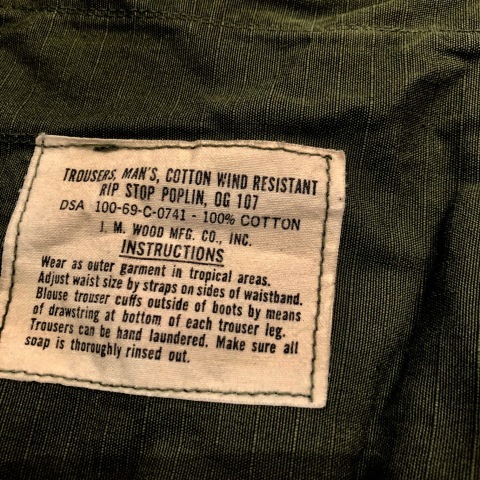 TROUSERS, MAN'S, COTTON WIND RESISTANT
RIP STOP POPLIN, OG 107
DSA 100-69-C-0741 - 100% COTTON
I. M. WOOD MFG. CO., INC.
INSTRUCTIONS
Wear as outer garment in tropical areas.
Adjust waist size by straps on sides of waistband.
Blouse trouser cuffs outside of boots by means
of drawstring at bottom of each trouser leg.
Trousers can be hand laundered. Make sure all
soap is thoroughly rinsed out.